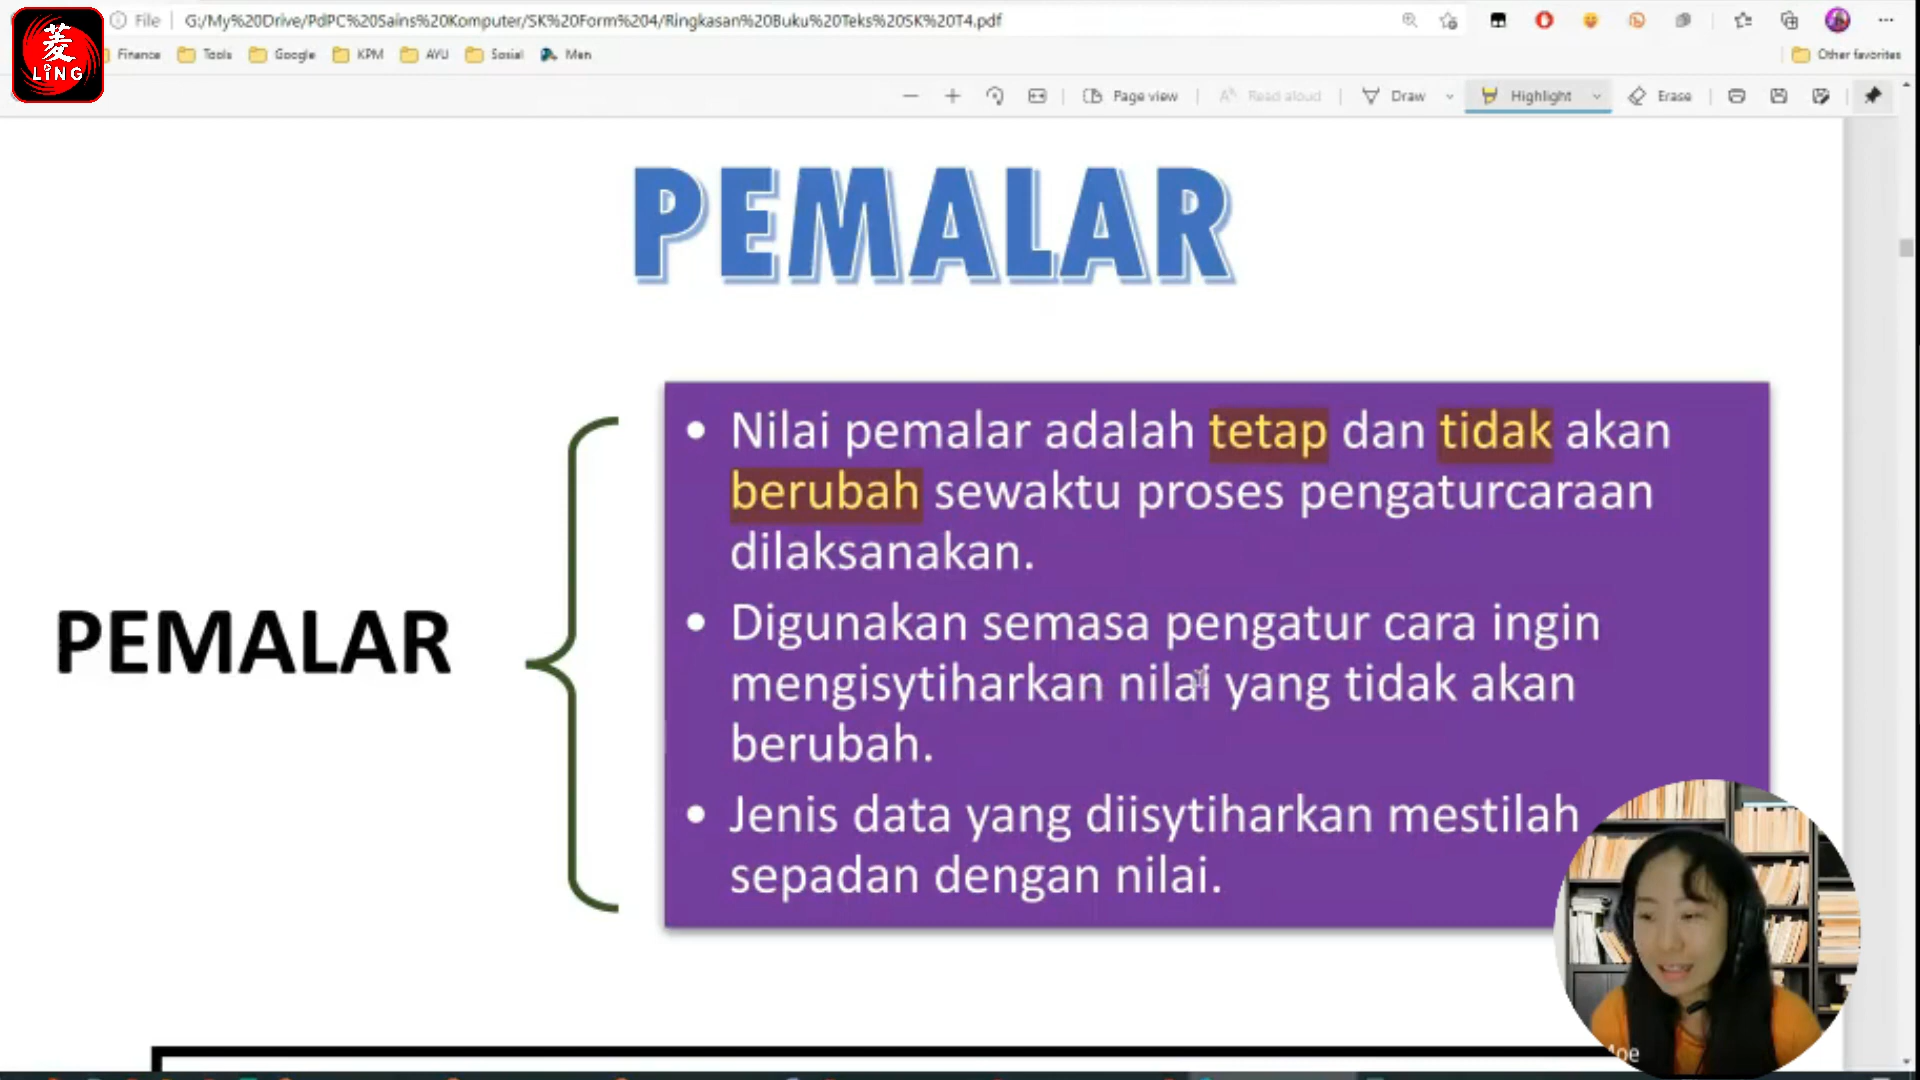 菱
LiNG
File
G:/My%20Drive/PdPC%20Sains%20Komputer/SK%20Form%204/Ringkasan%20Buku%20Teks%20SK%20T4.pdf
Finance Tools Google KPM AYU Sosial Men Other favorites
Page view Read aloud Draw Highlight Erase
PEMALAR
PEMALAR
• Nilai pemalar adalah tetap dan tidak akan
berubah sewaktu proses pengaturcaraan
dilaksanakan.
• Digunakan semasa pengatur cara ingin
mengisytiharkan nilai yang tidak akan
berubah.
• Jenis data yang diisytiharkan mestilah
sepadan dengan nilai.